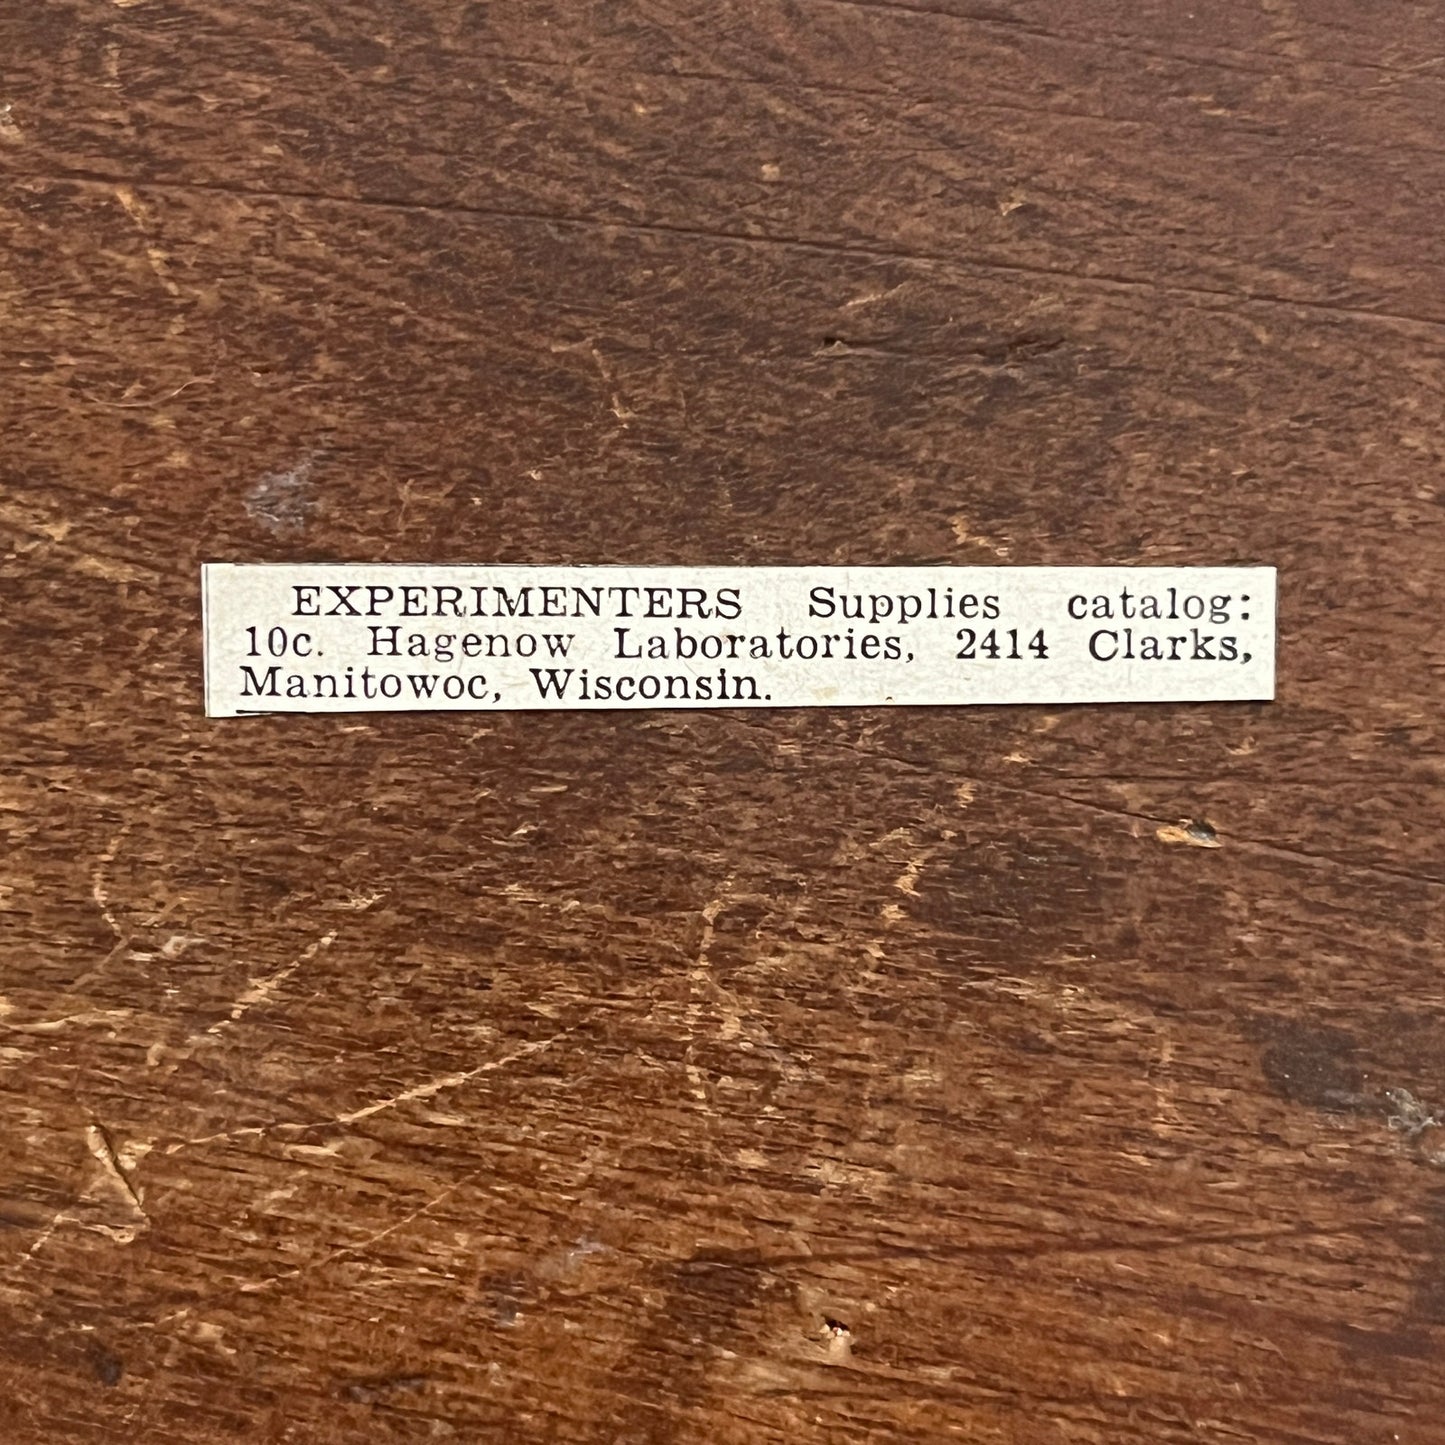 EXPERIMENTERS Supplies catalog:
10c. Hagenow Laboratories, 2414 Clarks,
Manitowoc, Wisconsin.